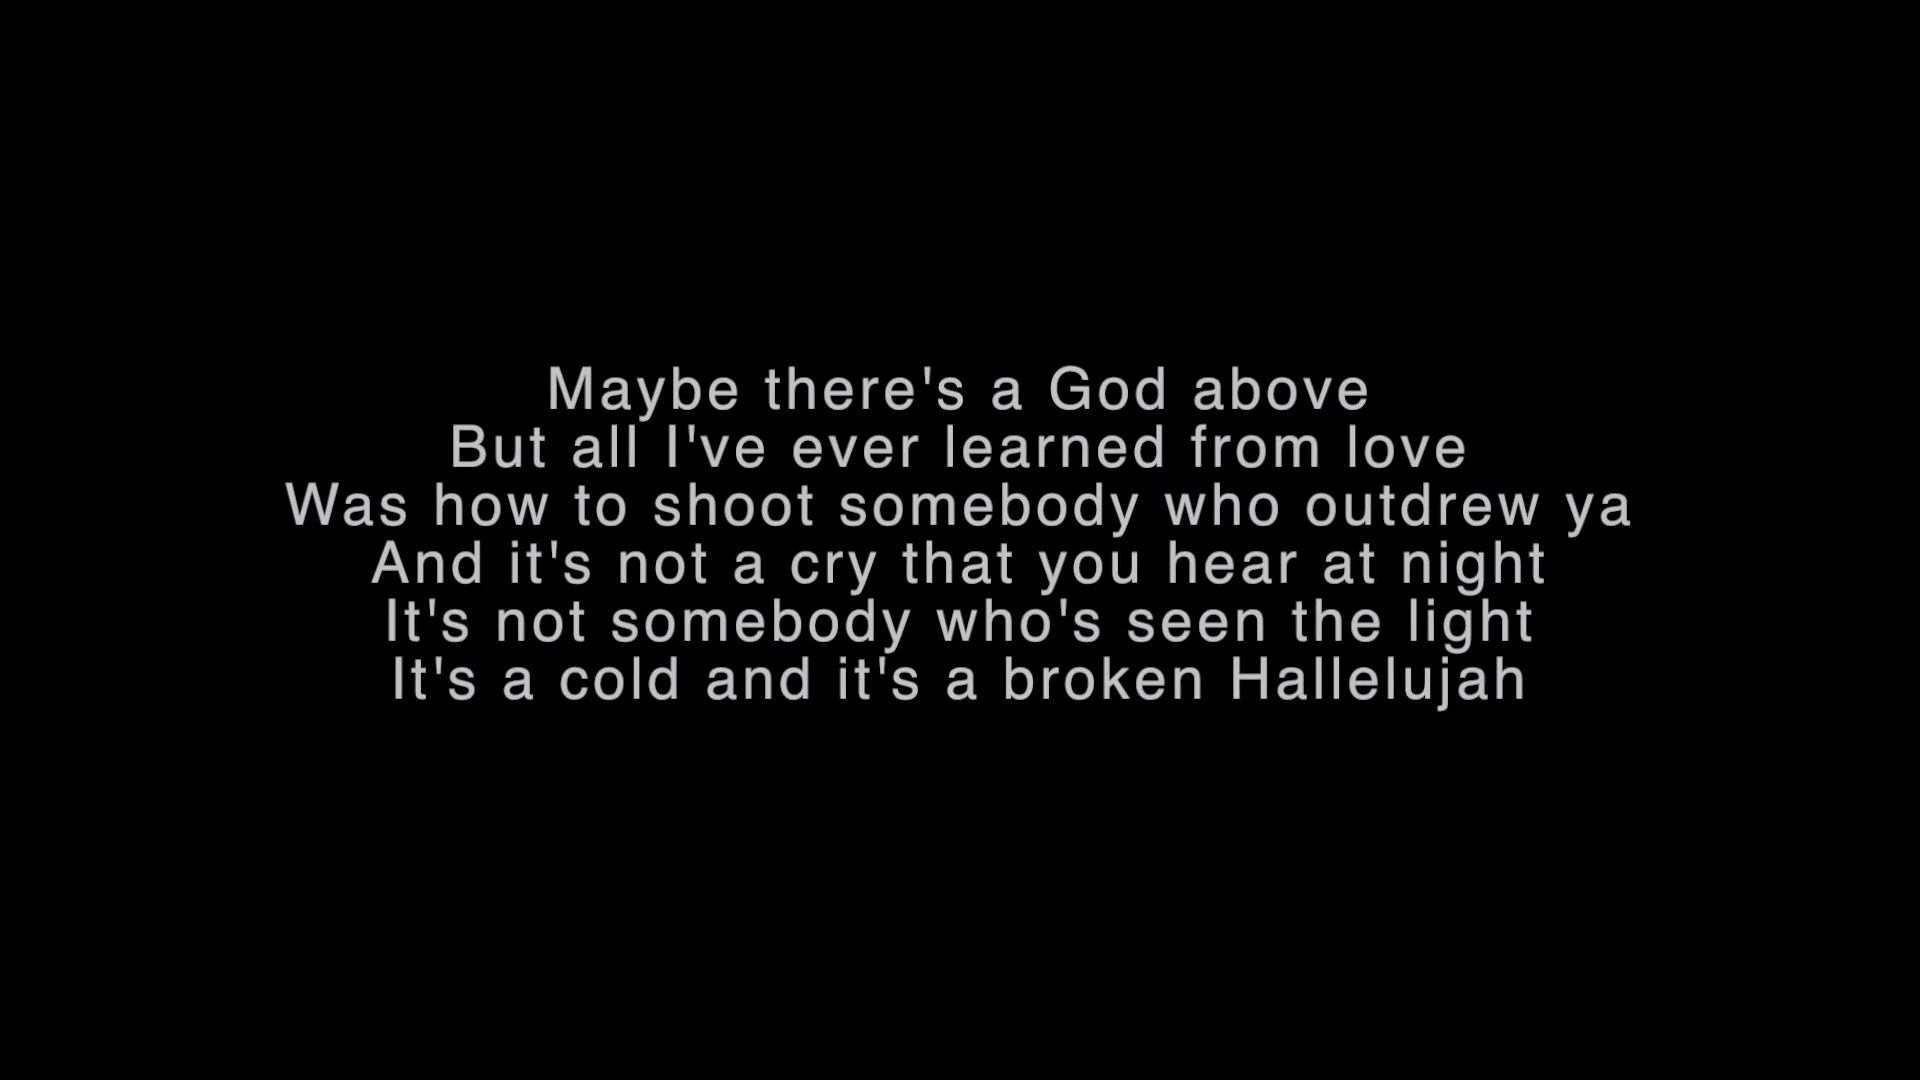 Maybe there's a God above
But all I've ever learned from love
Was how to shoot somebody who outdrew ya
And it's not a cry that you hear at night
It's not somebody who's seen the light
It's a cold and it's a broken Hallelujah